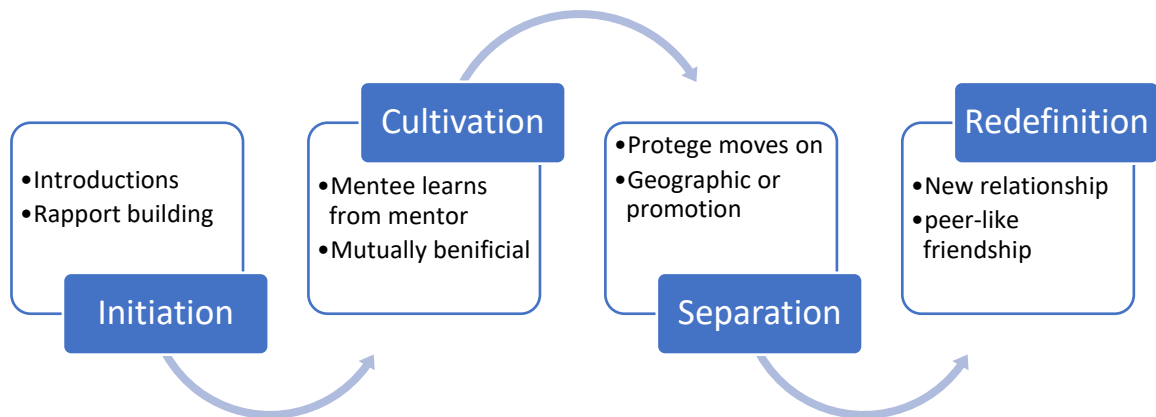 •Introductions
•Rapport building
Initiation
Cultivation
•Mentee learns
from mentor
•Mutually benificial
•Protege moves on
•Geographic or
promotion
Separation
Redefinition
•New relationship
•peer-like
friendship